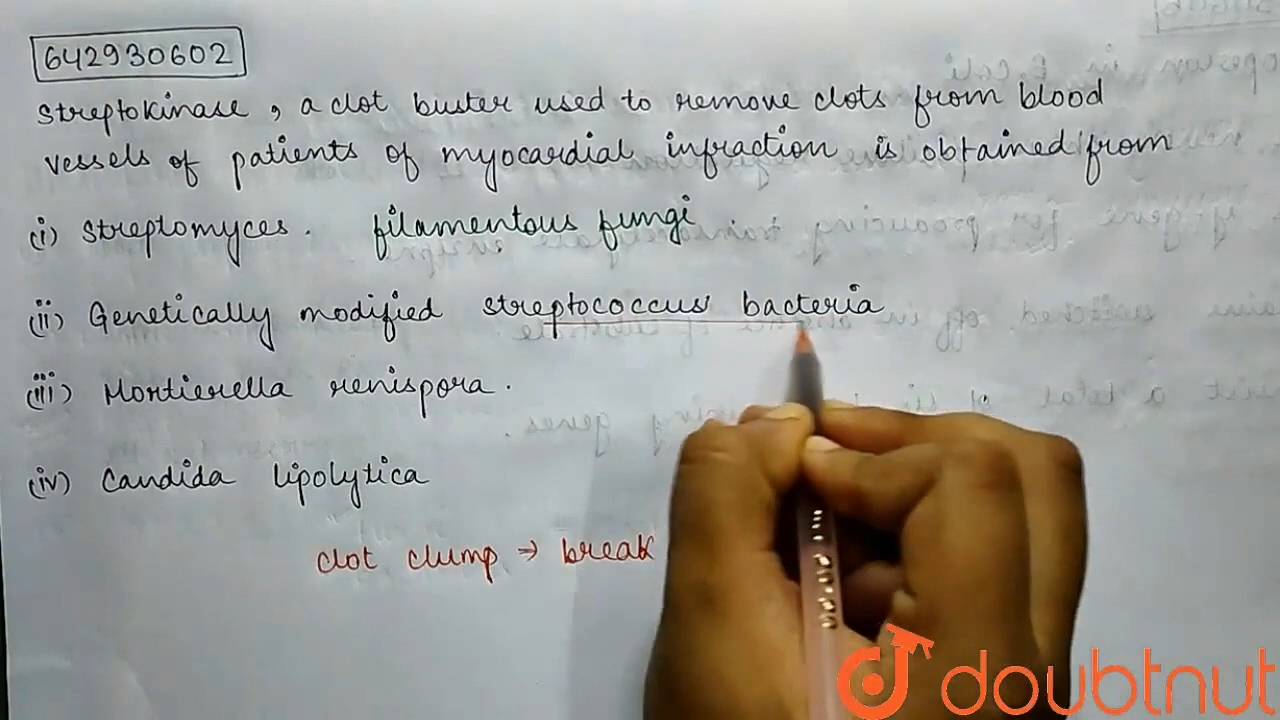 642930602
Streptokinase, a clot buster used to remove clots from blood
vessels of patients of myocardial infraction is obtained from
(i) Streptomyces. filamentous fungi
(ii) Genetically modified streptococcus bacteria
(iii) Mortierella renispora.
(iv) Candida lipolytica
clot clump → break
doubtnut